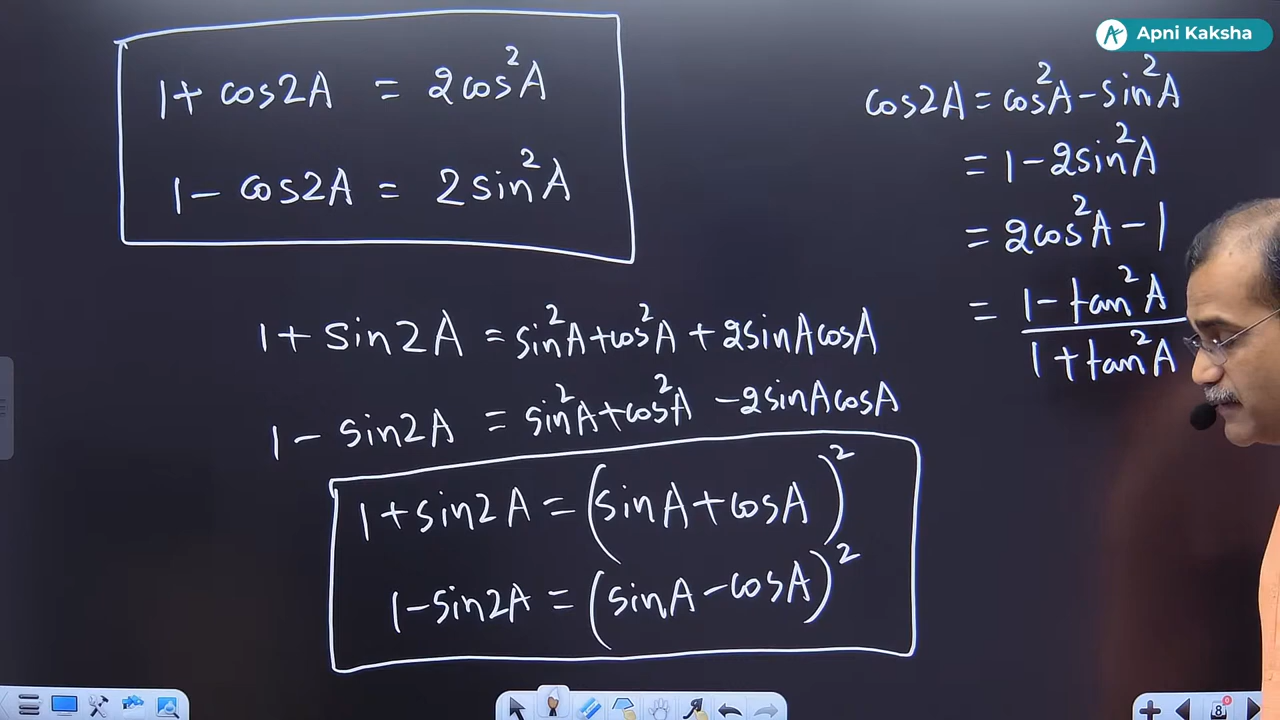 Apni Kaksha
1+ cos2A = 2cos²A
1- cos2A = 2sin²A
cos2A = cos²A - sin²A
= 1 - 2sin²A
= 2cos²A - 1
= 1 - tan²A
1 + tan²A
1 + sin2A = sin²A + cos²A + 2sinAcosA
1 - sin2A = sin²A + cos²A - 2sinAcosA
1 + sin2A = (sinA + cosA)²
1 - sin2A = (sinA - cosA)²
8